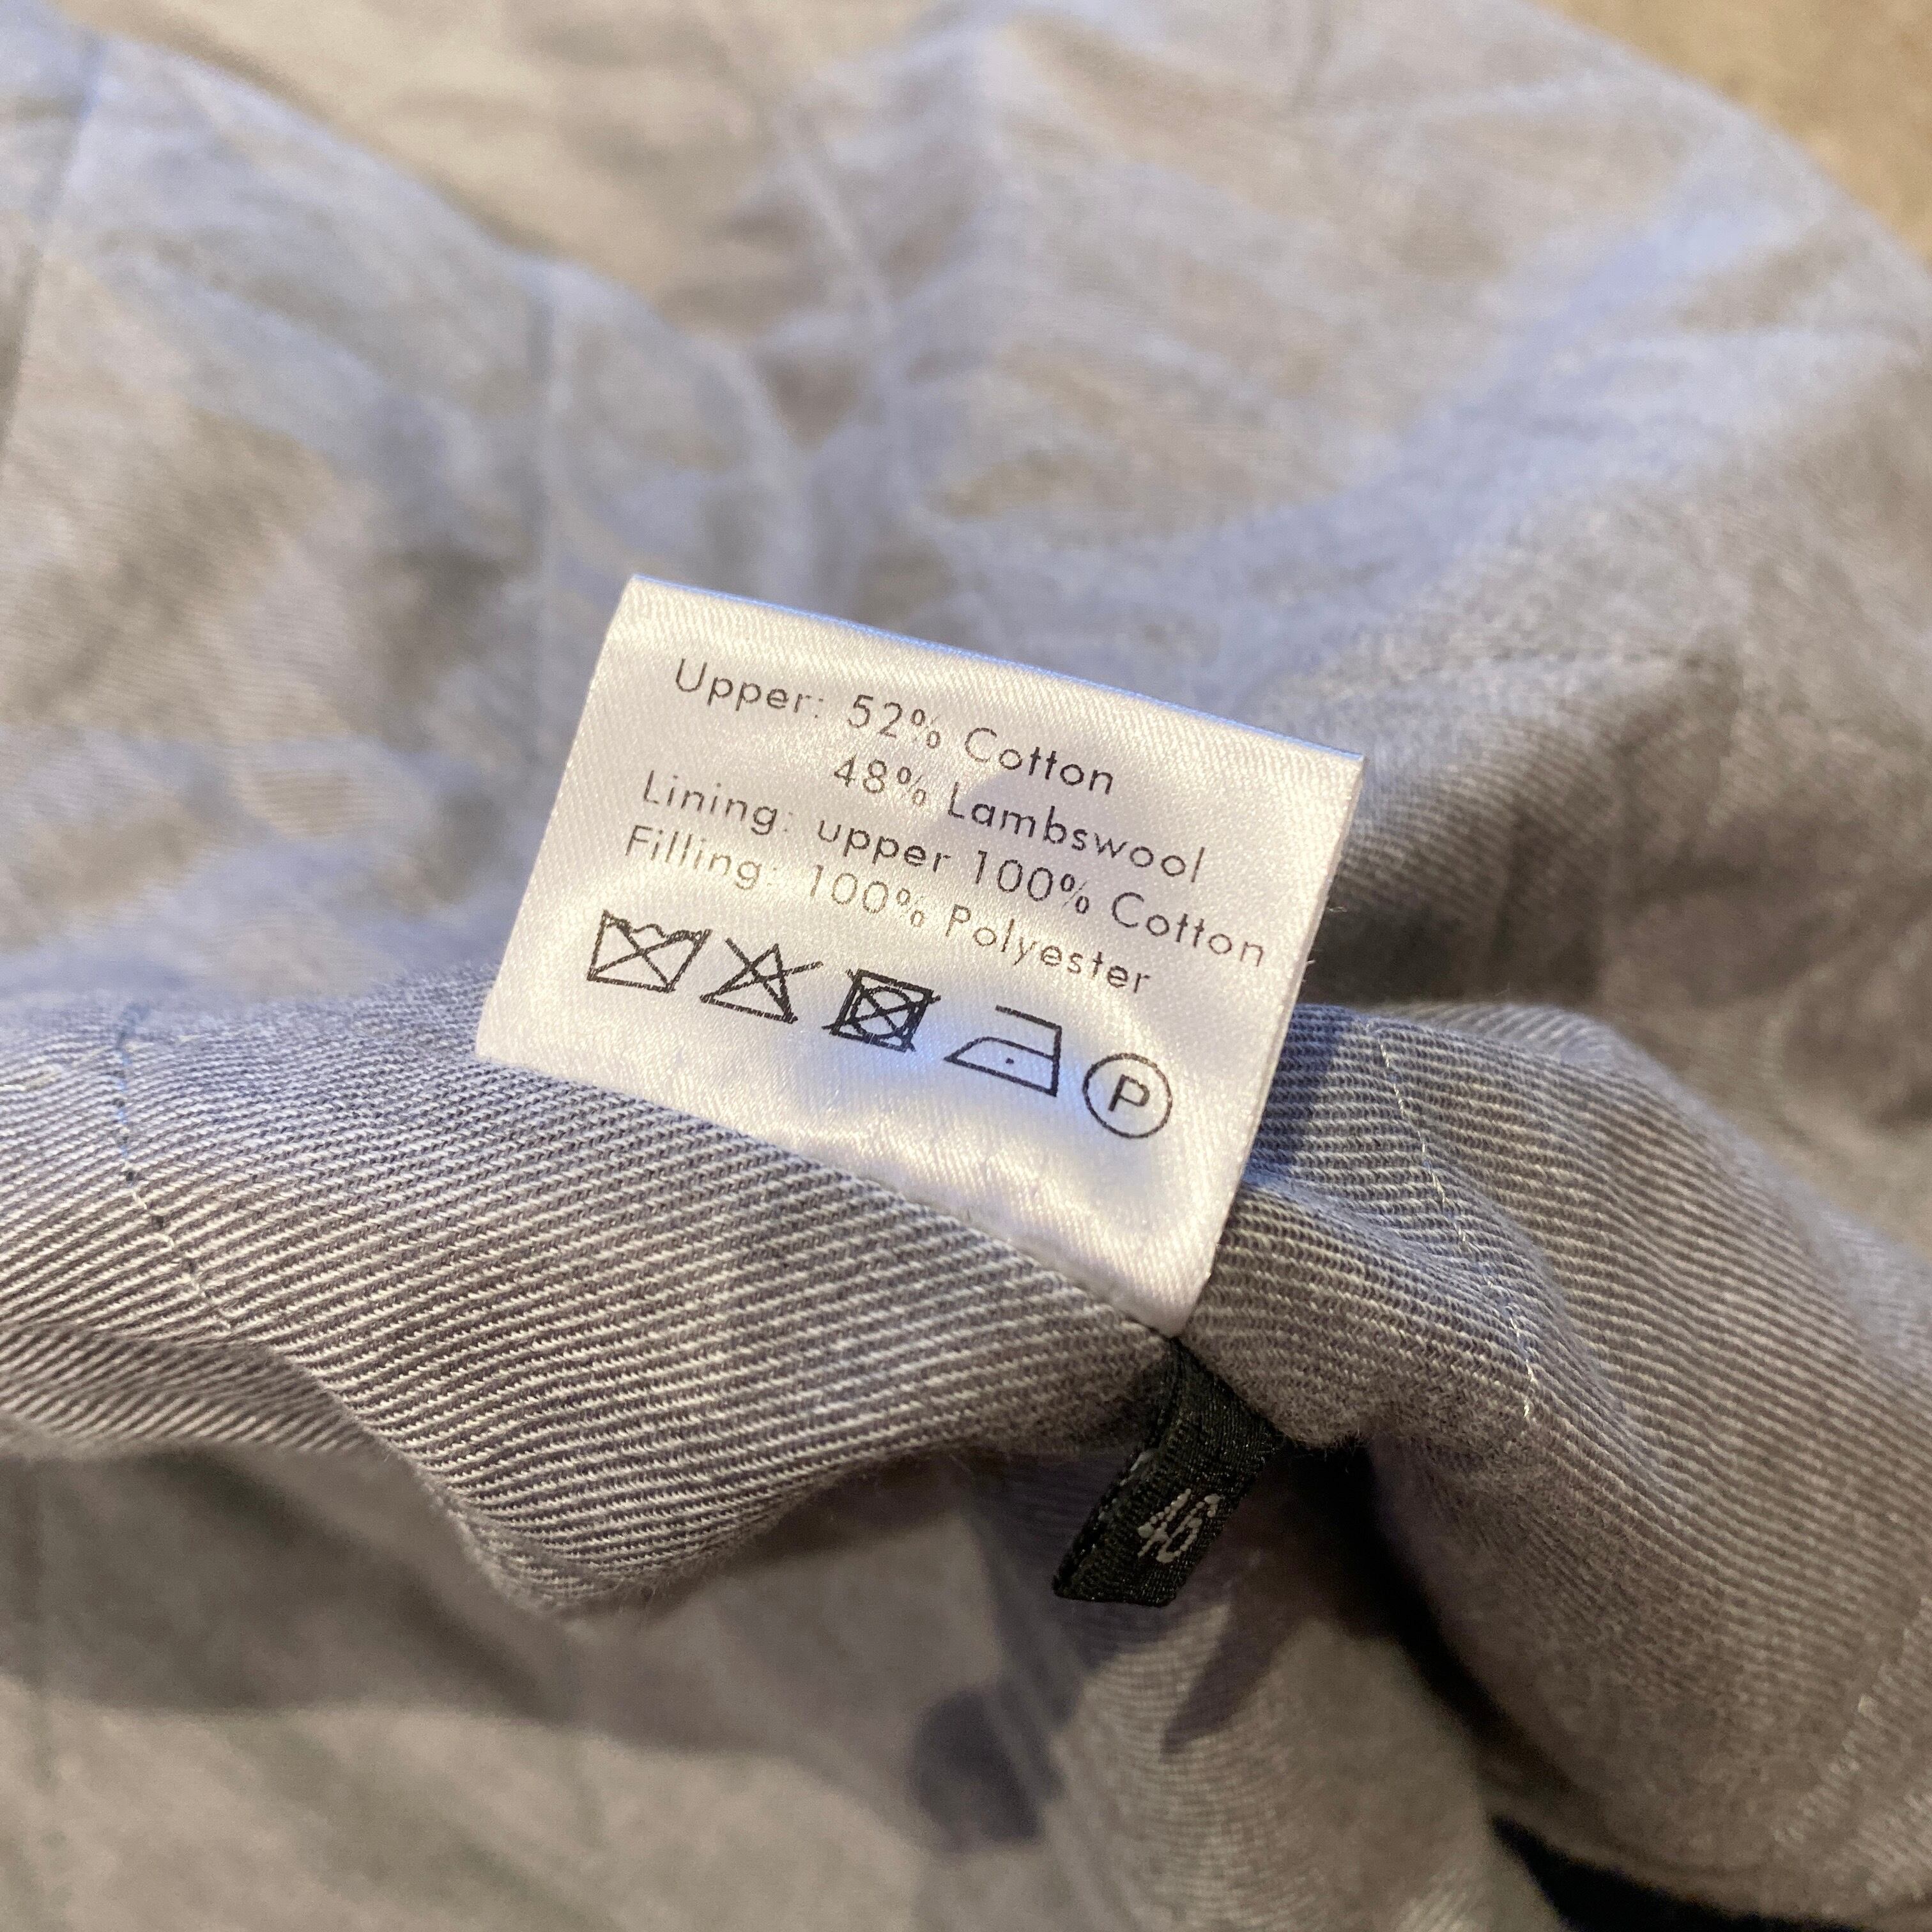 Upper: 52% Cotton
48% Lambswool
Lining: upper 100% Cotton
Filling: 100% Polyester
P
46